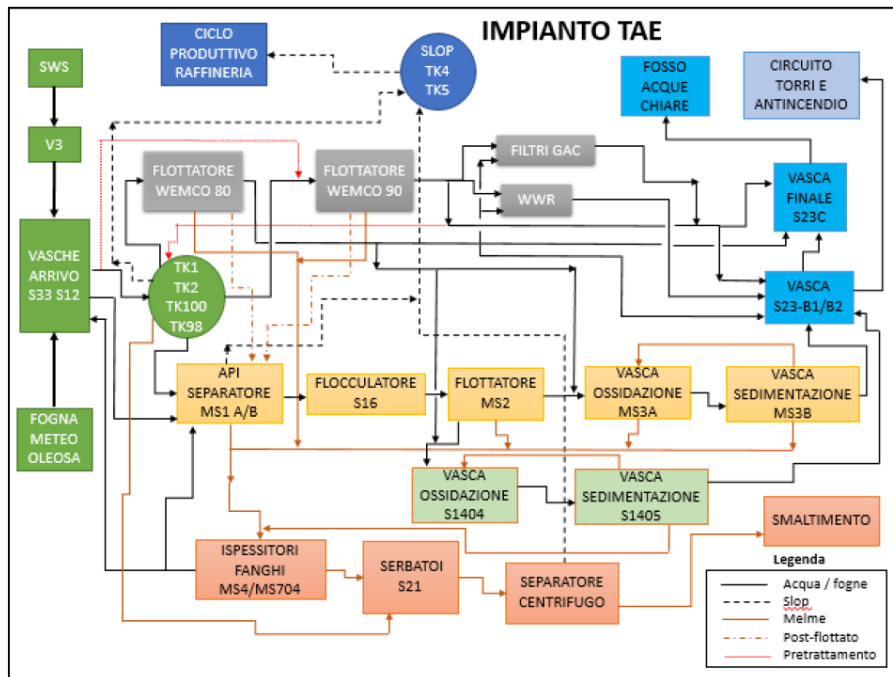 IMPIANTO TAE
CICLO
PRODUTTIVO
RAFFINERIA
SLOP
TK4
TK5
FOSSO
ACQUE
CHIARE
CIRCUITO
TORRI E
ANTINCENDIO
SWS
V3
FLOTTATORE
WEMCO 80
FLOTTATORE
WEMCO 90
FILTRI GAC
WWR
VASCA
FINALE
S23C
VASCHE
ARRIVO
S33 S12
TK1
TK2
TK100
TK98
VASCA
S23-B1/B2
API
SEPARATORE
MS1 A/B
FLOCCULATORE
S16
FLOTTATORE
MS2
VASCA
OSSIDAZIONE
MS3A
VASCA
SEDIMENTAZIONE
MS3B
FOGNA
METEO
OLEOSA
VASCA
OSSIDAZIONE
S1404
VASCA
SEDIMENTAZIONE
S1405
SMALTIMENTO
ISPESSITORI
FANGHI
MS4/MS704
SERBATOI
S21
SEPARATORE
CENTRIFUGO
Legenda
Acqua / fogne
Slop
Melme
Post-flottato
Pretrattamento